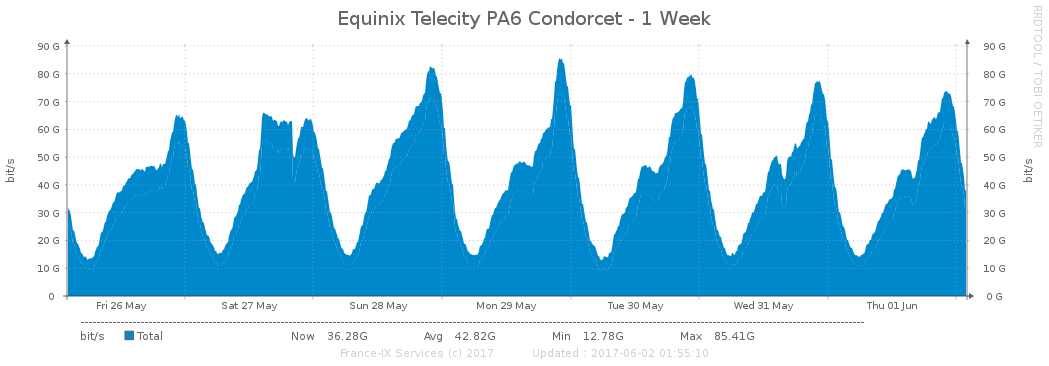 Equinix Telecity PA6 Condorcet - 1 Week
RRDTOOL / TOBI OETIKER
90 G 90 G
80 G 80 G
70 G 70 G
60 G 60 G
50 G 50 G
40 G 40 G
30 G 30 G
20 G 20 G
10 G 10 G
0 0 G
bit/s bit/s
Fri 26 May Sat 27 May Sun 28 May Mon 29 May Tue 30 May Wed 31 May Thu 01 Jun
bit/s Total Now 36.28G Avg 42.82G Min 12.78G Max 85.41G
France-IX Services (c) 2017 Updated : 2017-06-02 01:55:10